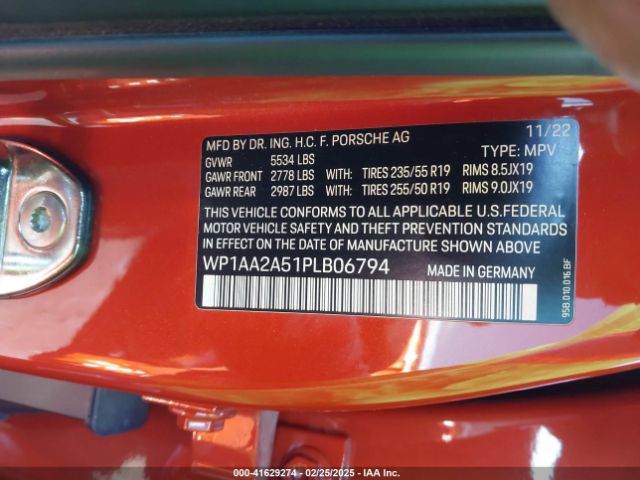 11/22
MFD BY DR. ING. H.C. F. PORSCHE AG TYPE: MPV
GVWR 5534 LBS
GAWR FRONT 2778 LBS WITH: TIRES 235/55 R19 RIMS 8.5JX19
GAWR REAR 2987 LBS WITH: TIRES 255/50 R19 RIMS 9.0JX19
THIS VEHICLE CONFORMS TO ALL APPLICABLE U.S.FEDERAL
MOTOR VEHICLE SAFETY AND THEFT PREVENTION STANDARDS
IN EFFECT ON THE DATE OF MANUFACTURE SHOWN ABOVE.
WP1AA2A51PLB06794 MADE IN GERMANY
95B.010.016.BF
000-41629274 - 02/25/2025 - IAA Inc.